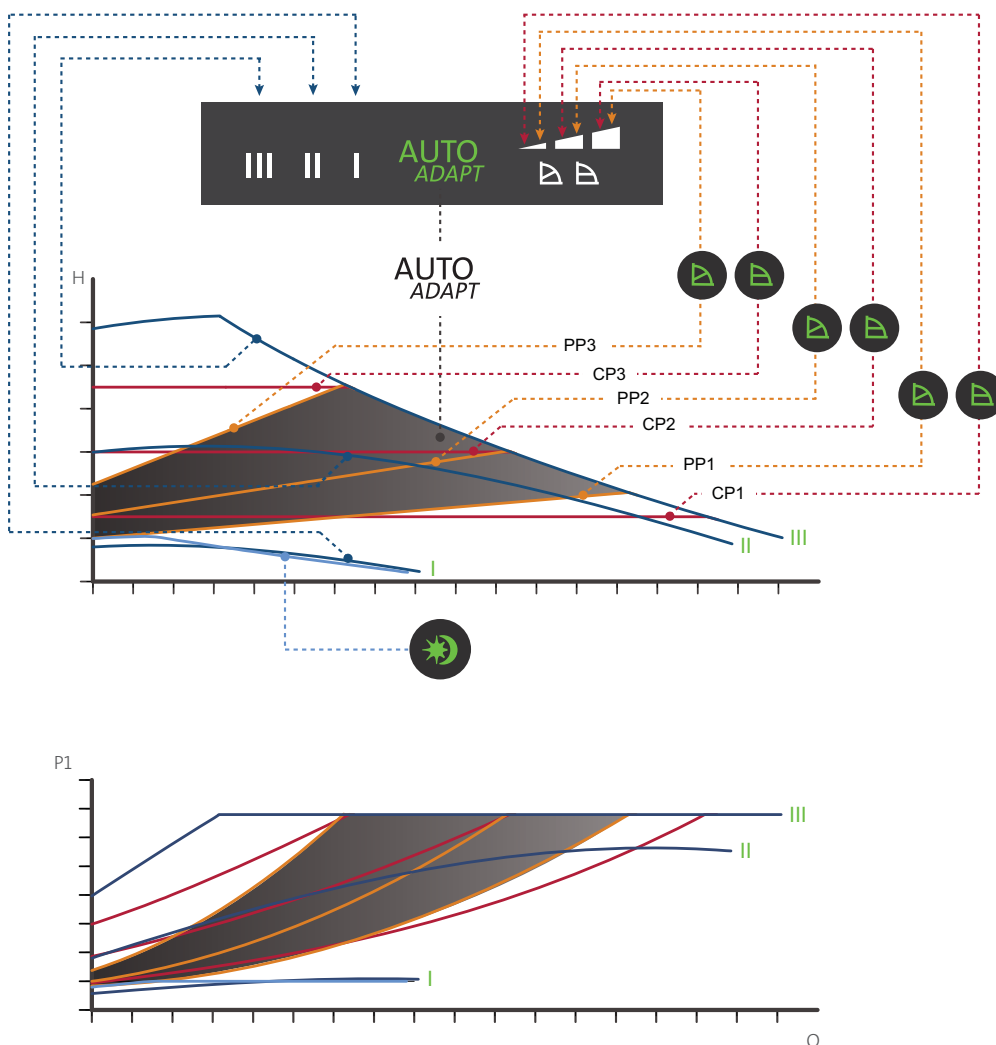 III II I
AUTO
ADAPT
AUTO
ADAPT
H
PP3
CP3
PP2
CP2
PP1
CP1
III
II
I
P1
III
II
I
Q